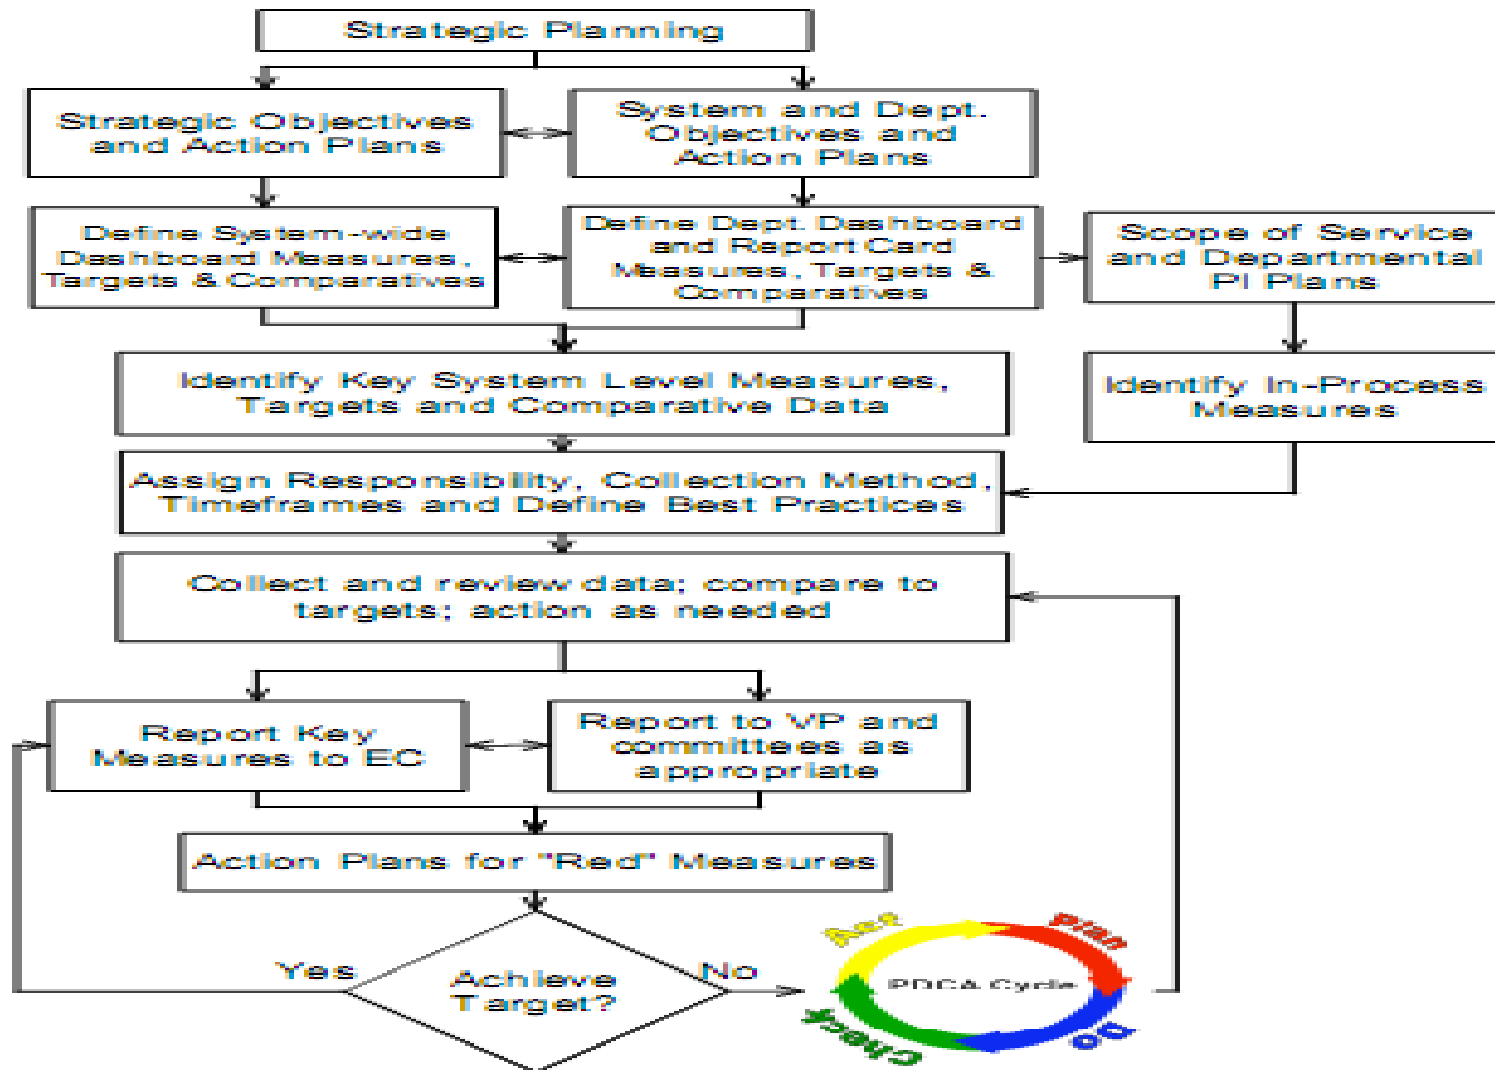 Strategic Planning
Strategic Objectives
and Action Plans
System and Dept.
Objectives and
Action Plans
Define System-wide
Dashboard Measures,
Targets & Comparatives
Define Dept. Dashboard
and Report Card
Measures, Targets &
Comparatives
Scope of Service
and Departmental
PI Plans
Identify Key System Level Measures,
Targets and Comparative Data
Identify In-Process
Measures
Assign Responsibility, Collection Method,
Timeframes and Define Best Practices
Collect and review data; compare to
targets; action as needed
Report Key
Measures to EC
Report to VP and
committees as
appropriate
Action Plans for "Red" Measures
Yes
Achieve
Target?
No
Act
Plan
PDCA Cycle
Check
Do